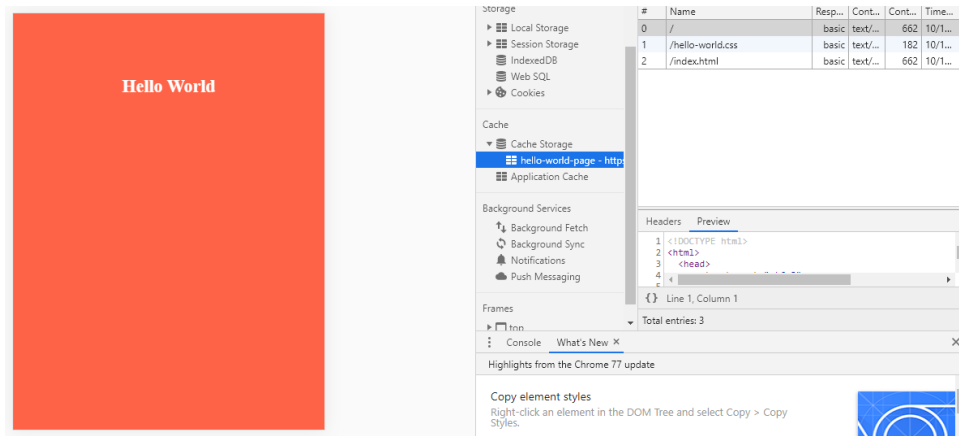 Hello World
Storage
Local Storage
Session Storage
IndexedDB
Web SQL
Cookies
Cache
Cache Storage
hello-world-page - https
Application Cache
Background Services
Background Fetch
Background Sync
Notifications
Push Messaging
Frames
top
# Name Resp... Cont... Cont... Time...
0 / basic text/... 662 10/1...
1 /hello-world.css basic text/... 182 10/1...
2 /index.html basic text/... 662 10/1...
Headers Preview
1 <!DOCTYPE html>
2 <html>
3 <head>
4
{} Line 1, Column 1
Total entries: 3
Console What's New ×
Highlights from the Chrome 77 update
Copy element styles
Right-click an element in the DOM Tree and select Copy > Copy
Styles.